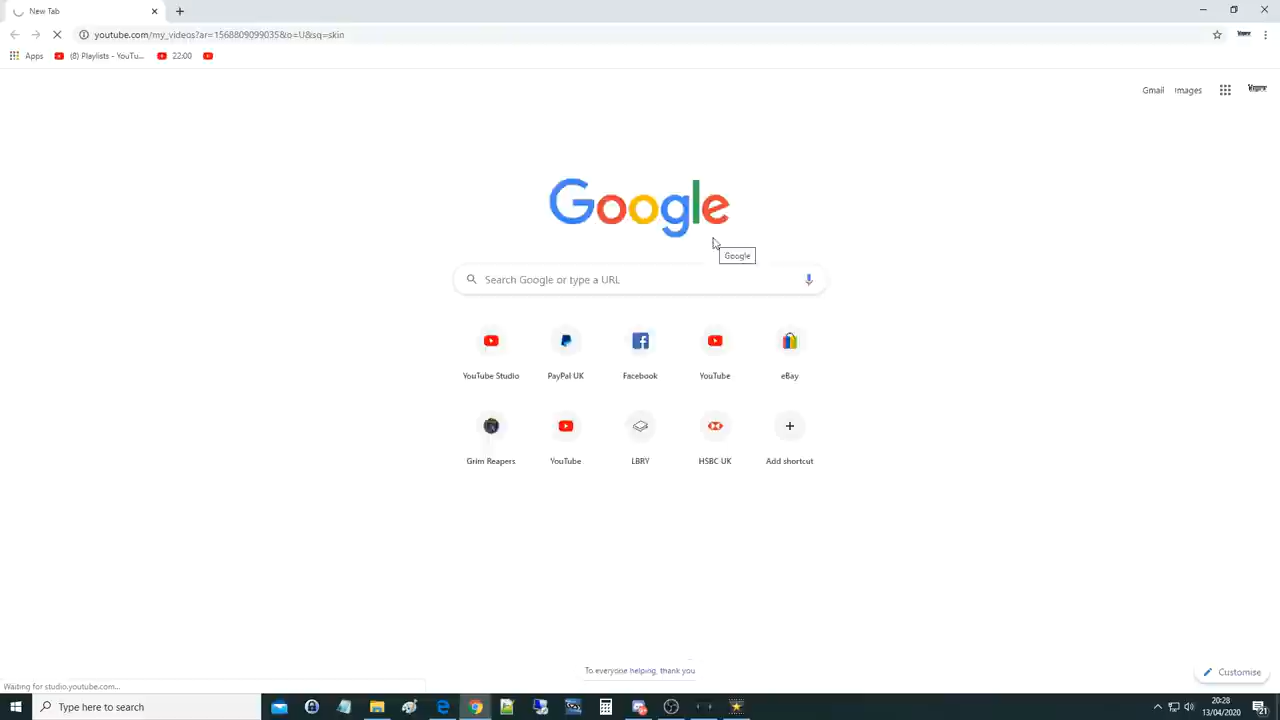 New Tab
youtube.com/my_videos?ar=1568809099035&o=U&sq=skin
Apps
(8) Playlists - YouTu...
22:00
Gmail
Images
Google
Google
Search Google or type a URL
YouTube Studio
PayPal UK
Facebook
YouTube
eBay
Grim Reapers
YouTube
LBRY
HSBC UK
Add shortcut
To everyone helping, thank you
Customise
Waiting for studio.youtube.com...
Type here to search
20:28
13/04/2020